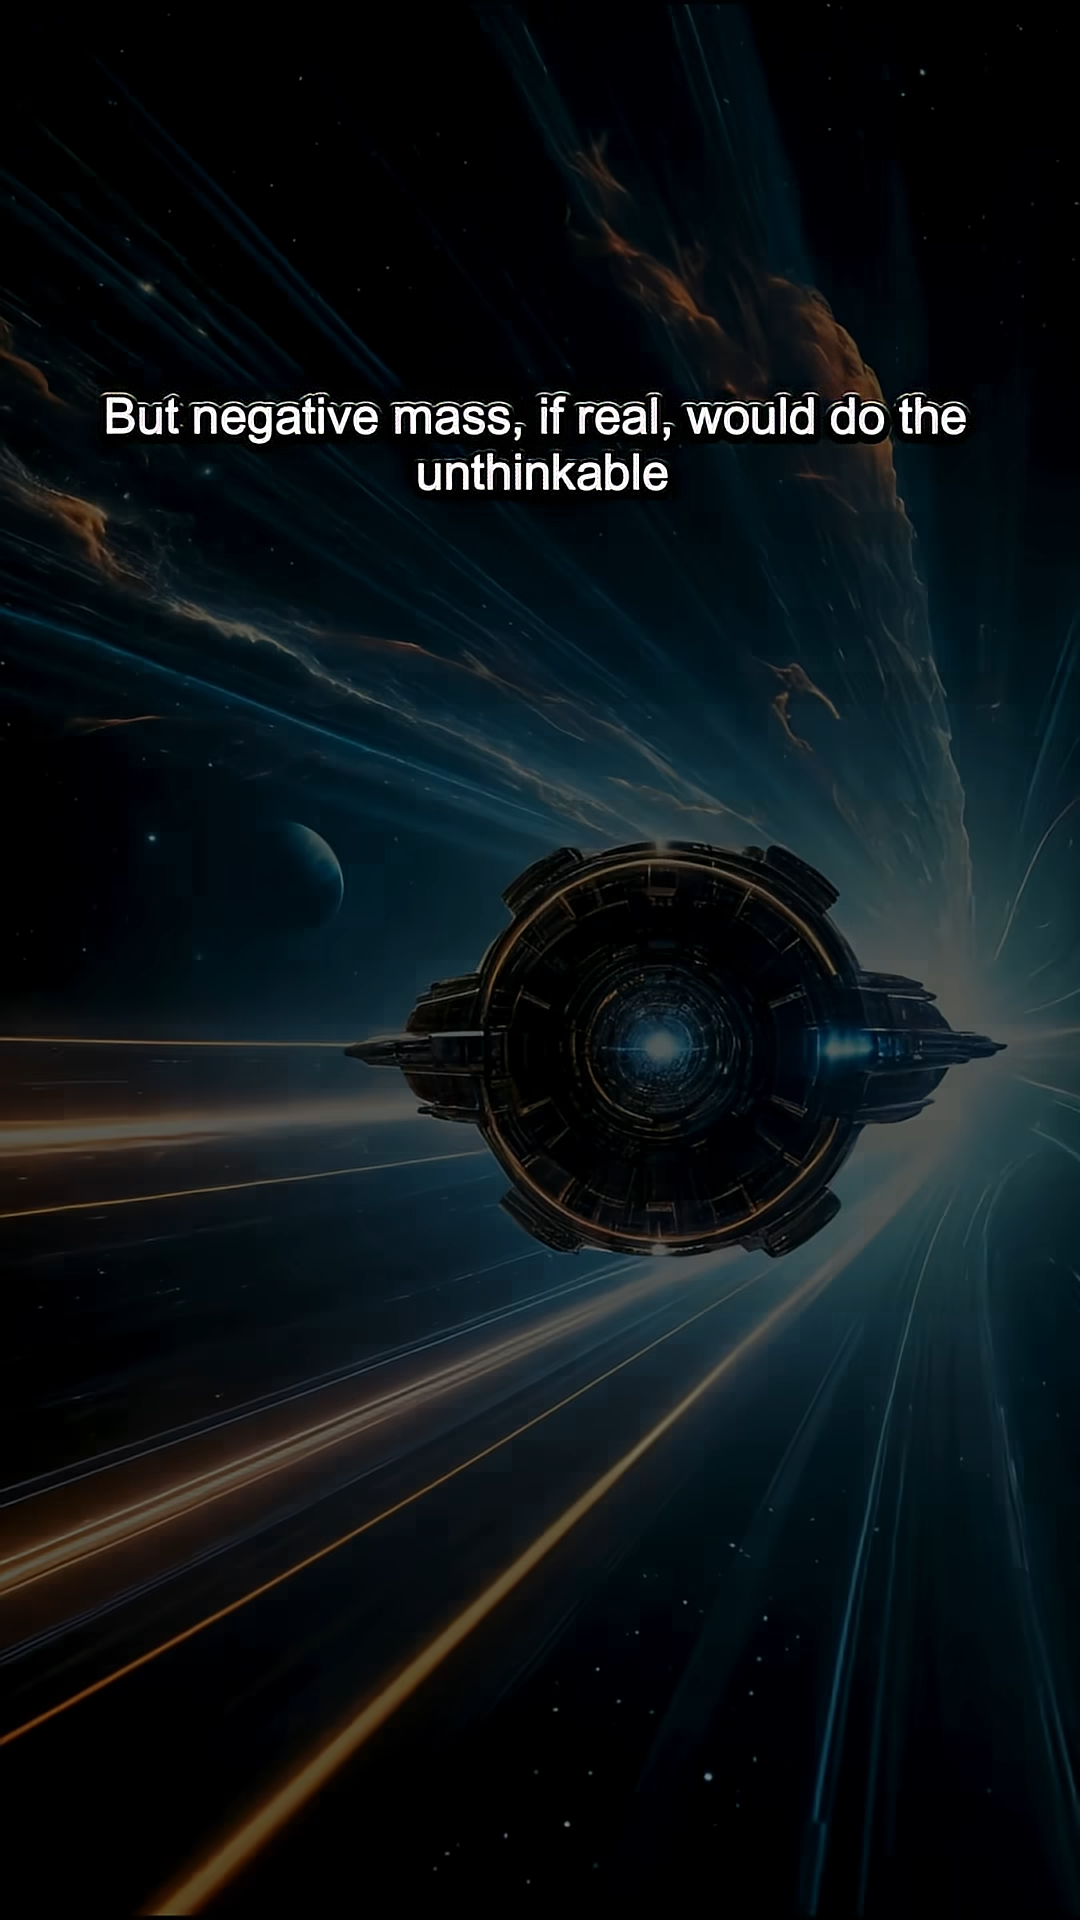 But negative mass, if real, would do the
unthinkable